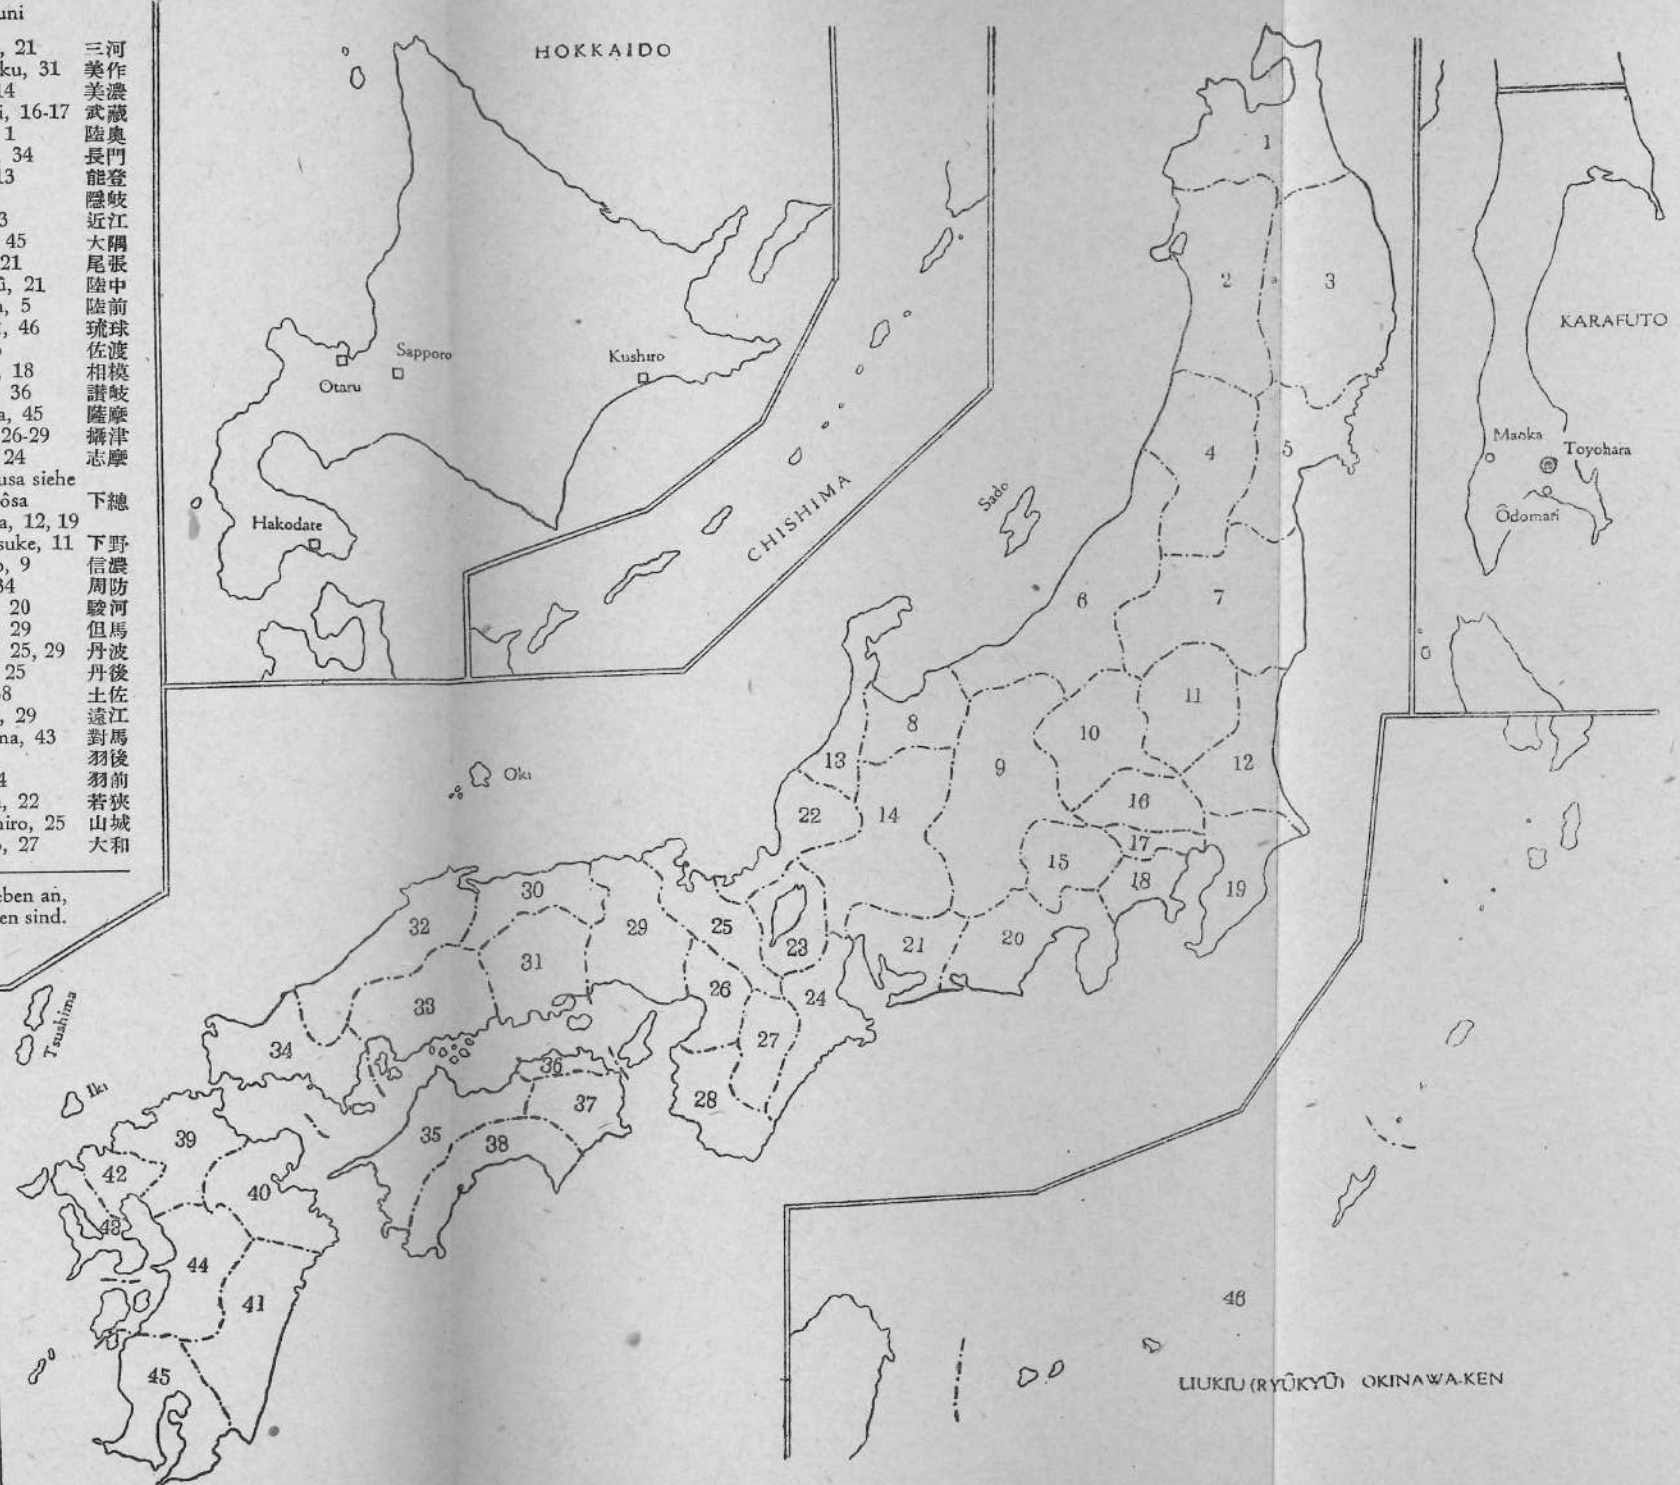 uni
, 21 三河
ku, 31 美作
14 美濃
i, 16-17 武藏
1 陸奥
34 長門
13 能登
隱岐
3 近江
45 大隅
21 尾張
û, 21 陸中
, 5 陸前
, 46 琉球
佐渡
18 相模
36 讃岐
a, 45 薩摩
26-29 攝津
24 志摩
usa siehe
ôsa 下總
a, 12, 19
suke, 11 下野
o, 9 信濃
34 周防
20 駿河
29 但馬
25, 29 丹波
25 丹後
38 土佐
, 29 遠江
ma, 43 對馬
羽後
4 羽前
, 22 若狹
hiro, 25 山城
o, 27 大和
eben an,
en sind.
HOKKAIDO
Sapporo
Otaru
Kushiro
Hakodate
CHISHIMA
KARAFUTO
Maoka
Toyohara
Ôdomari
Sado
Oki
Tsushima
Iki
1
2
3
4
5
6
7
8
9
10
11
12
13
14
15
16
17
18
19
20
21
22
23
24
25
26
27
28
29
30
31
32
33
34
35
36
37
38
39
40
41
42
43
44
45
46
LIUKIU (RYÛKYÛ) OKINAWA-KEN